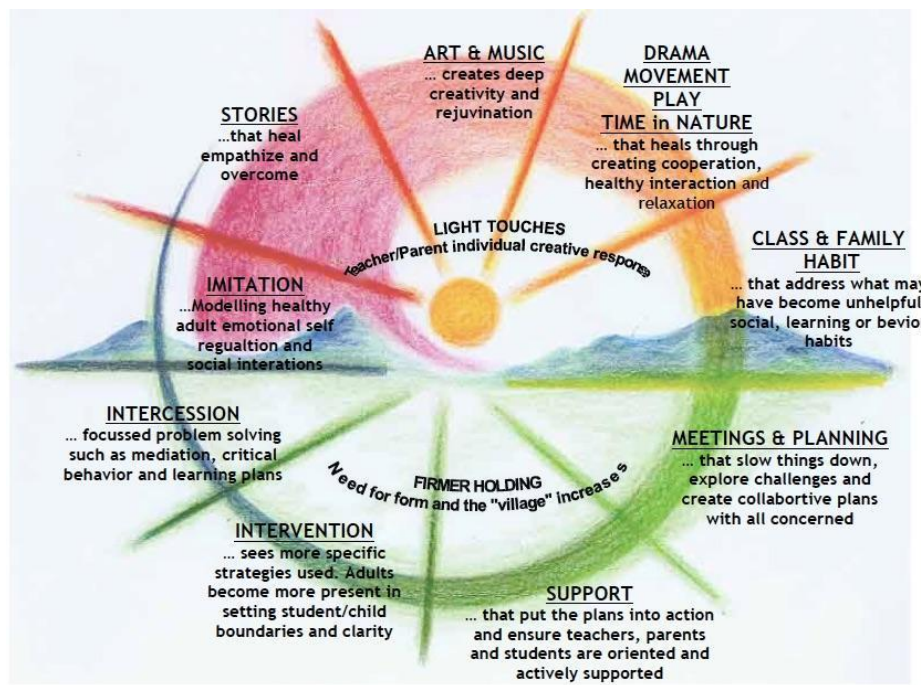 ART & MUSIC
… creates deep
creativity and
rejuvination
DRAMA
MOVEMENT
PLAY
TIME in NATURE
… that heals through
creating cooperation,
healthy interaction and
relaxation
STORIES
…that heal
empathize and
overcome
LIGHT TOUCHES
Teacher/Parent individual creative response
CLASS & FAMILY
HABIT
… that address what may
have become unhelpful
social, learning or bevio
habits
IMITATION
…Modelling healthy
adult emotional self
regualtion and
social interations
INTERCESSION
… focussed problem solving
such as mediation, critical
behavior and learning plans
MEETINGS & PLANNING
… that slow things down,
explore challenges and
create collabortive plans
with all concerned
FIRMER HOLDING
Need for form and the "village" increases
INTERVENTION
… sees more specific
strategies used. Adults
become more present in
setting student/child
boundaries and clarity
SUPPORT
… that put the plans into action
and ensure teachers, parents
and students are oriented and
actively supported